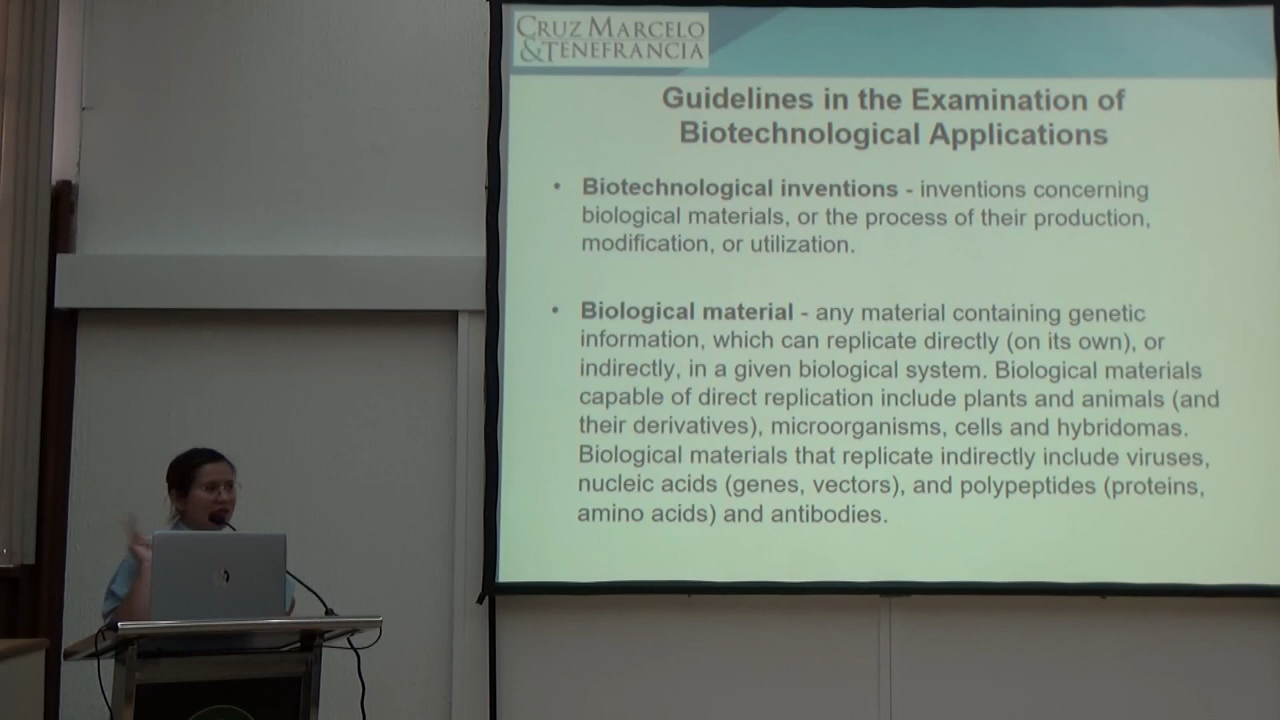 CRUZ MARCELO
& TENEFRANCIA
Guidelines in the Examination of
Biotechnological Applications
• Biotechnological inventions - inventions concerning
biological materials, or the process of their production,
modification, or utilization.
• Biological material - any material containing genetic
information, which can replicate directly (on its own), or
indirectly, in a given biological system. Biological materials
capable of direct replication include plants and animals (and
their derivatives), microorganisms, cells and hybridomas.
Biological materials that replicate indirectly include viruses,
nucleic acids (genes, vectors), and polypeptides (proteins,
amino acids) and antibodies.